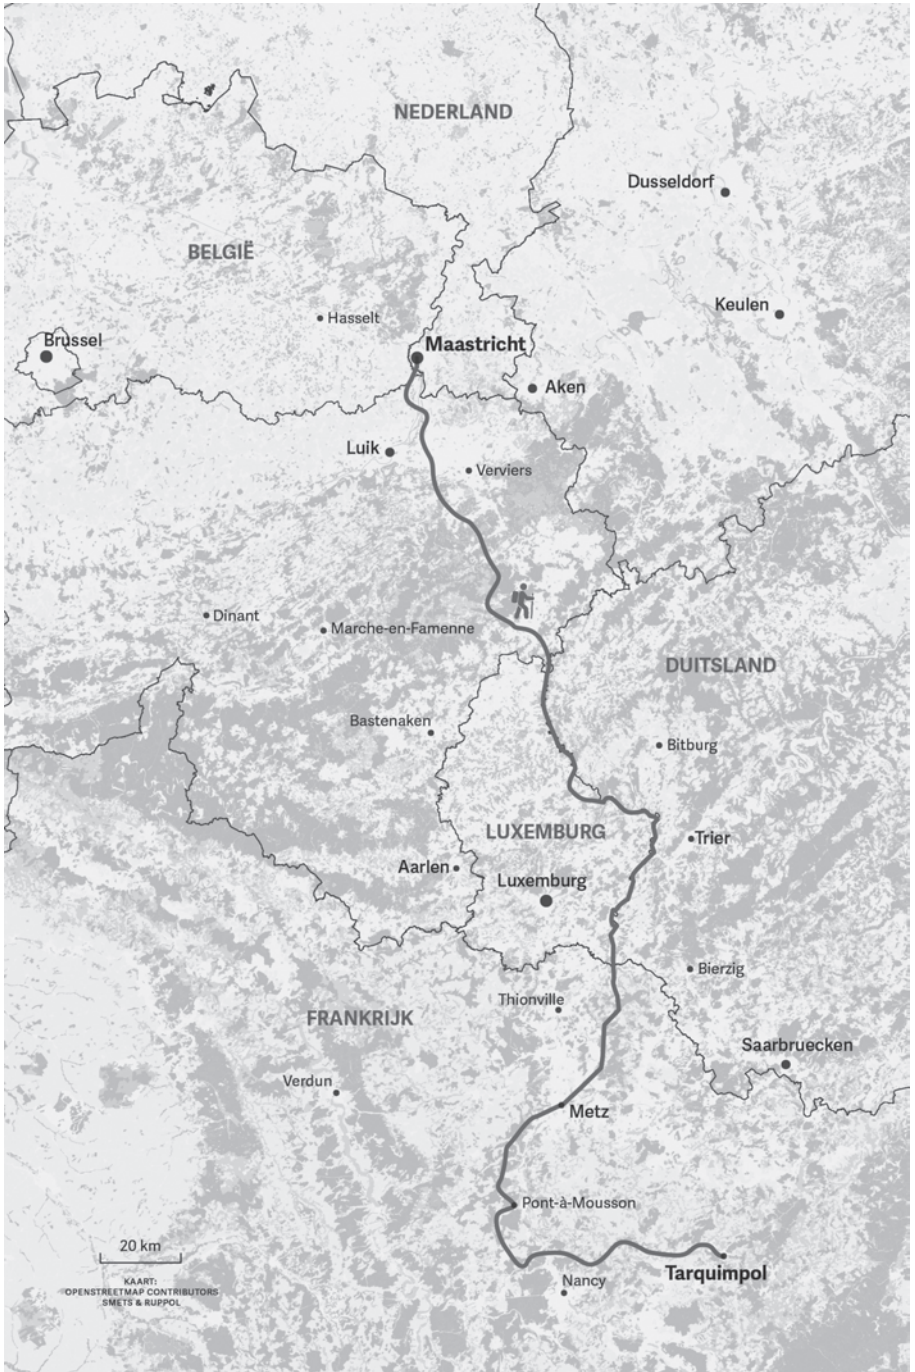 NEDERLAND
Dusseldorf
BELGIË
Keulen
Hasselt
Brussel
Maastricht
Aken
Luik
Verviers
Dinant
Marche-en-Famenne
DUITSLAND
Bastenaken
Bitburg
LUXEMBURG
Trier
Aarlen
Luxemburg
Bierzig
Thionville
FRANKRIJK
Saarbruecken
Verdun
Metz
Pont-à-Mousson
20 km
Tarquimpol
Nancy
KAART:
OPENSTREETMAP CONTRIBUTORS
SMETS & RUPPOL